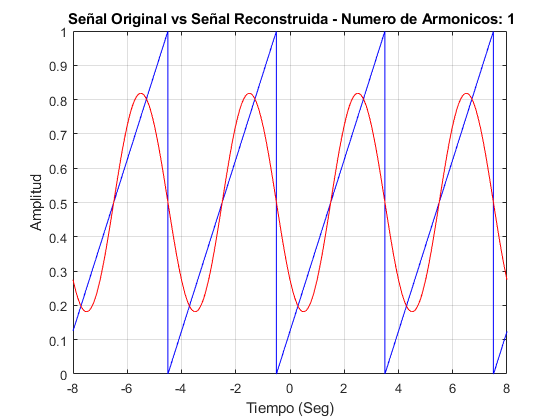 Señal Original vs Señal Reconstruida - Numero de Armonicos: 1
1
0.9
0.8
0.7
0.6
0.5
0.4
0.3
0.2
0.1
0
Amplitud
-8 -6 -4 -2 0 2 4 6 8
Tiempo (Seg)